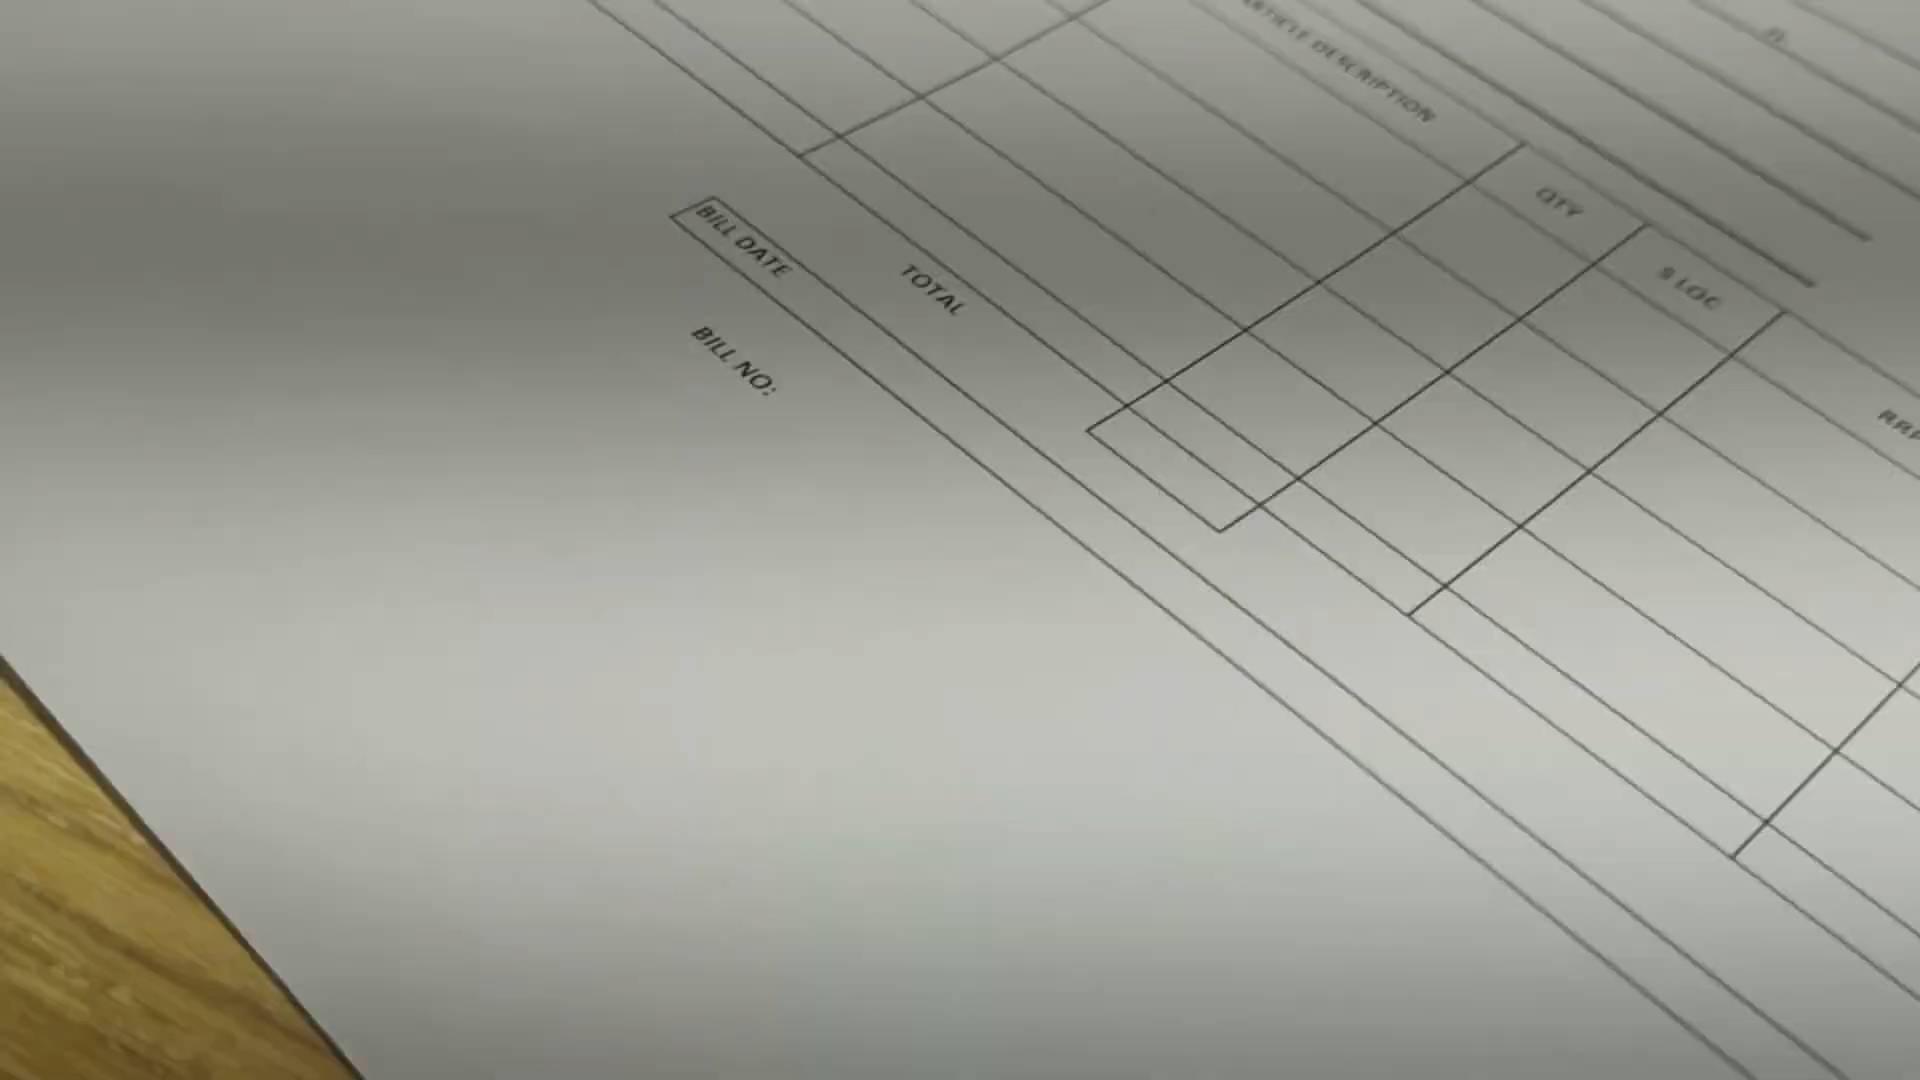 ARTICLE DESCRIPTION
QTY
S LOC
TOTAL
BILL DATE
BILL NO: